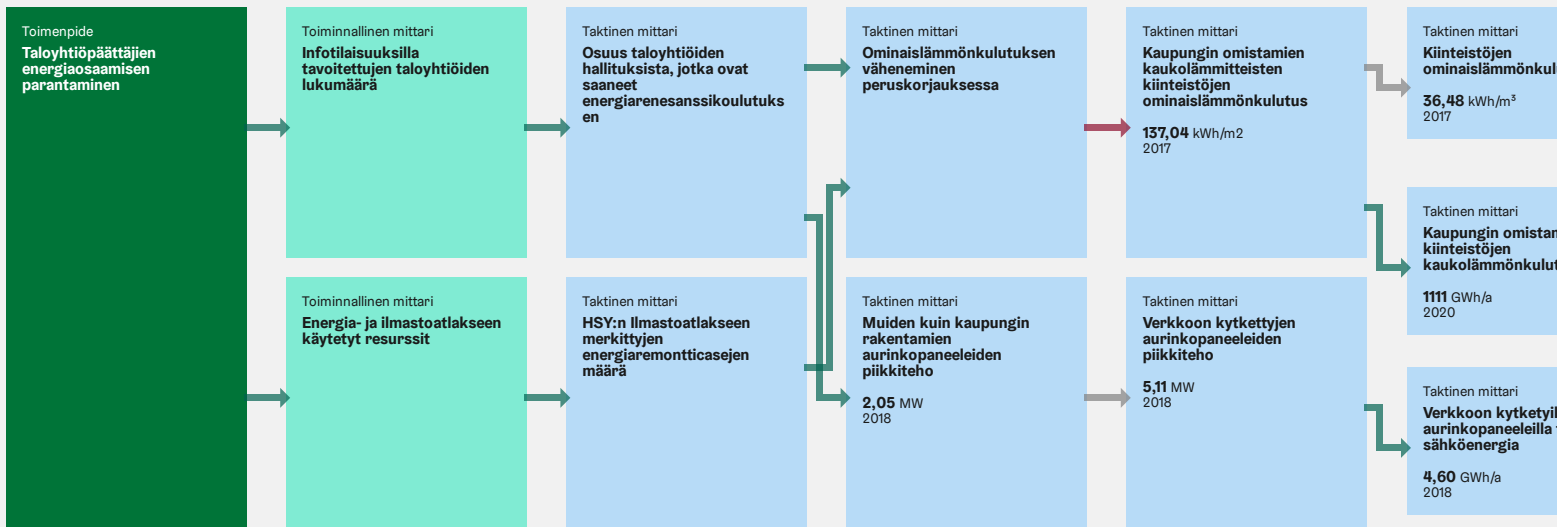 Toimenpide
Taloyhtiöpäättäjien
energiaosaamisen
parantaminen
Toiminnallinen mittari
Infotilaisuuksilla
tavoitettujen taloyhtiöiden
lukumäärä
Toiminnallinen mittari
Energia- ja ilmastoatlakseen
käytetyt resurssit
Taktinen mittari
Osuus taloyhtiöiden
hallituksista, jotka ovat
saaneet
energiarenesanssikoulutuks
en
Taktinen mittari
HSY:n Ilmastoatlakseen
merkittyjen
energiaremontticasejen
määrä
Taktinen mittari
Ominaislämmönkulutuksen
väheneminen
peruskorjauksessa
Taktinen mittari
Muiden kuin kaupungin
rakentamien
aurinkopaneeleiden
piikkiteho
2,05 MW
2018
Taktinen mittari
Kaupungin omistamien
kaukolämmitteisten
kiinteistöjen
ominaislämmönkulutus
137,04 kWh/m2
2017
Taktinen mittari
Verkkoon kytkettyjen
aurinkopaneeleiden
piikkiteho
5,11 MW
2018
Taktinen mittari
Kiinteistöjen
ominaislämmönkul
36,48 kWh/m³
2017
Taktinen mittari
Kaupungin omistam
kiinteistöjen
kaukolämmönkulut
1111 GWh/a
2020
Taktinen mittari
Verkkoon kytketyi
aurinkopaneeleilla
sähköenergia
4,60 GWh/a
2018